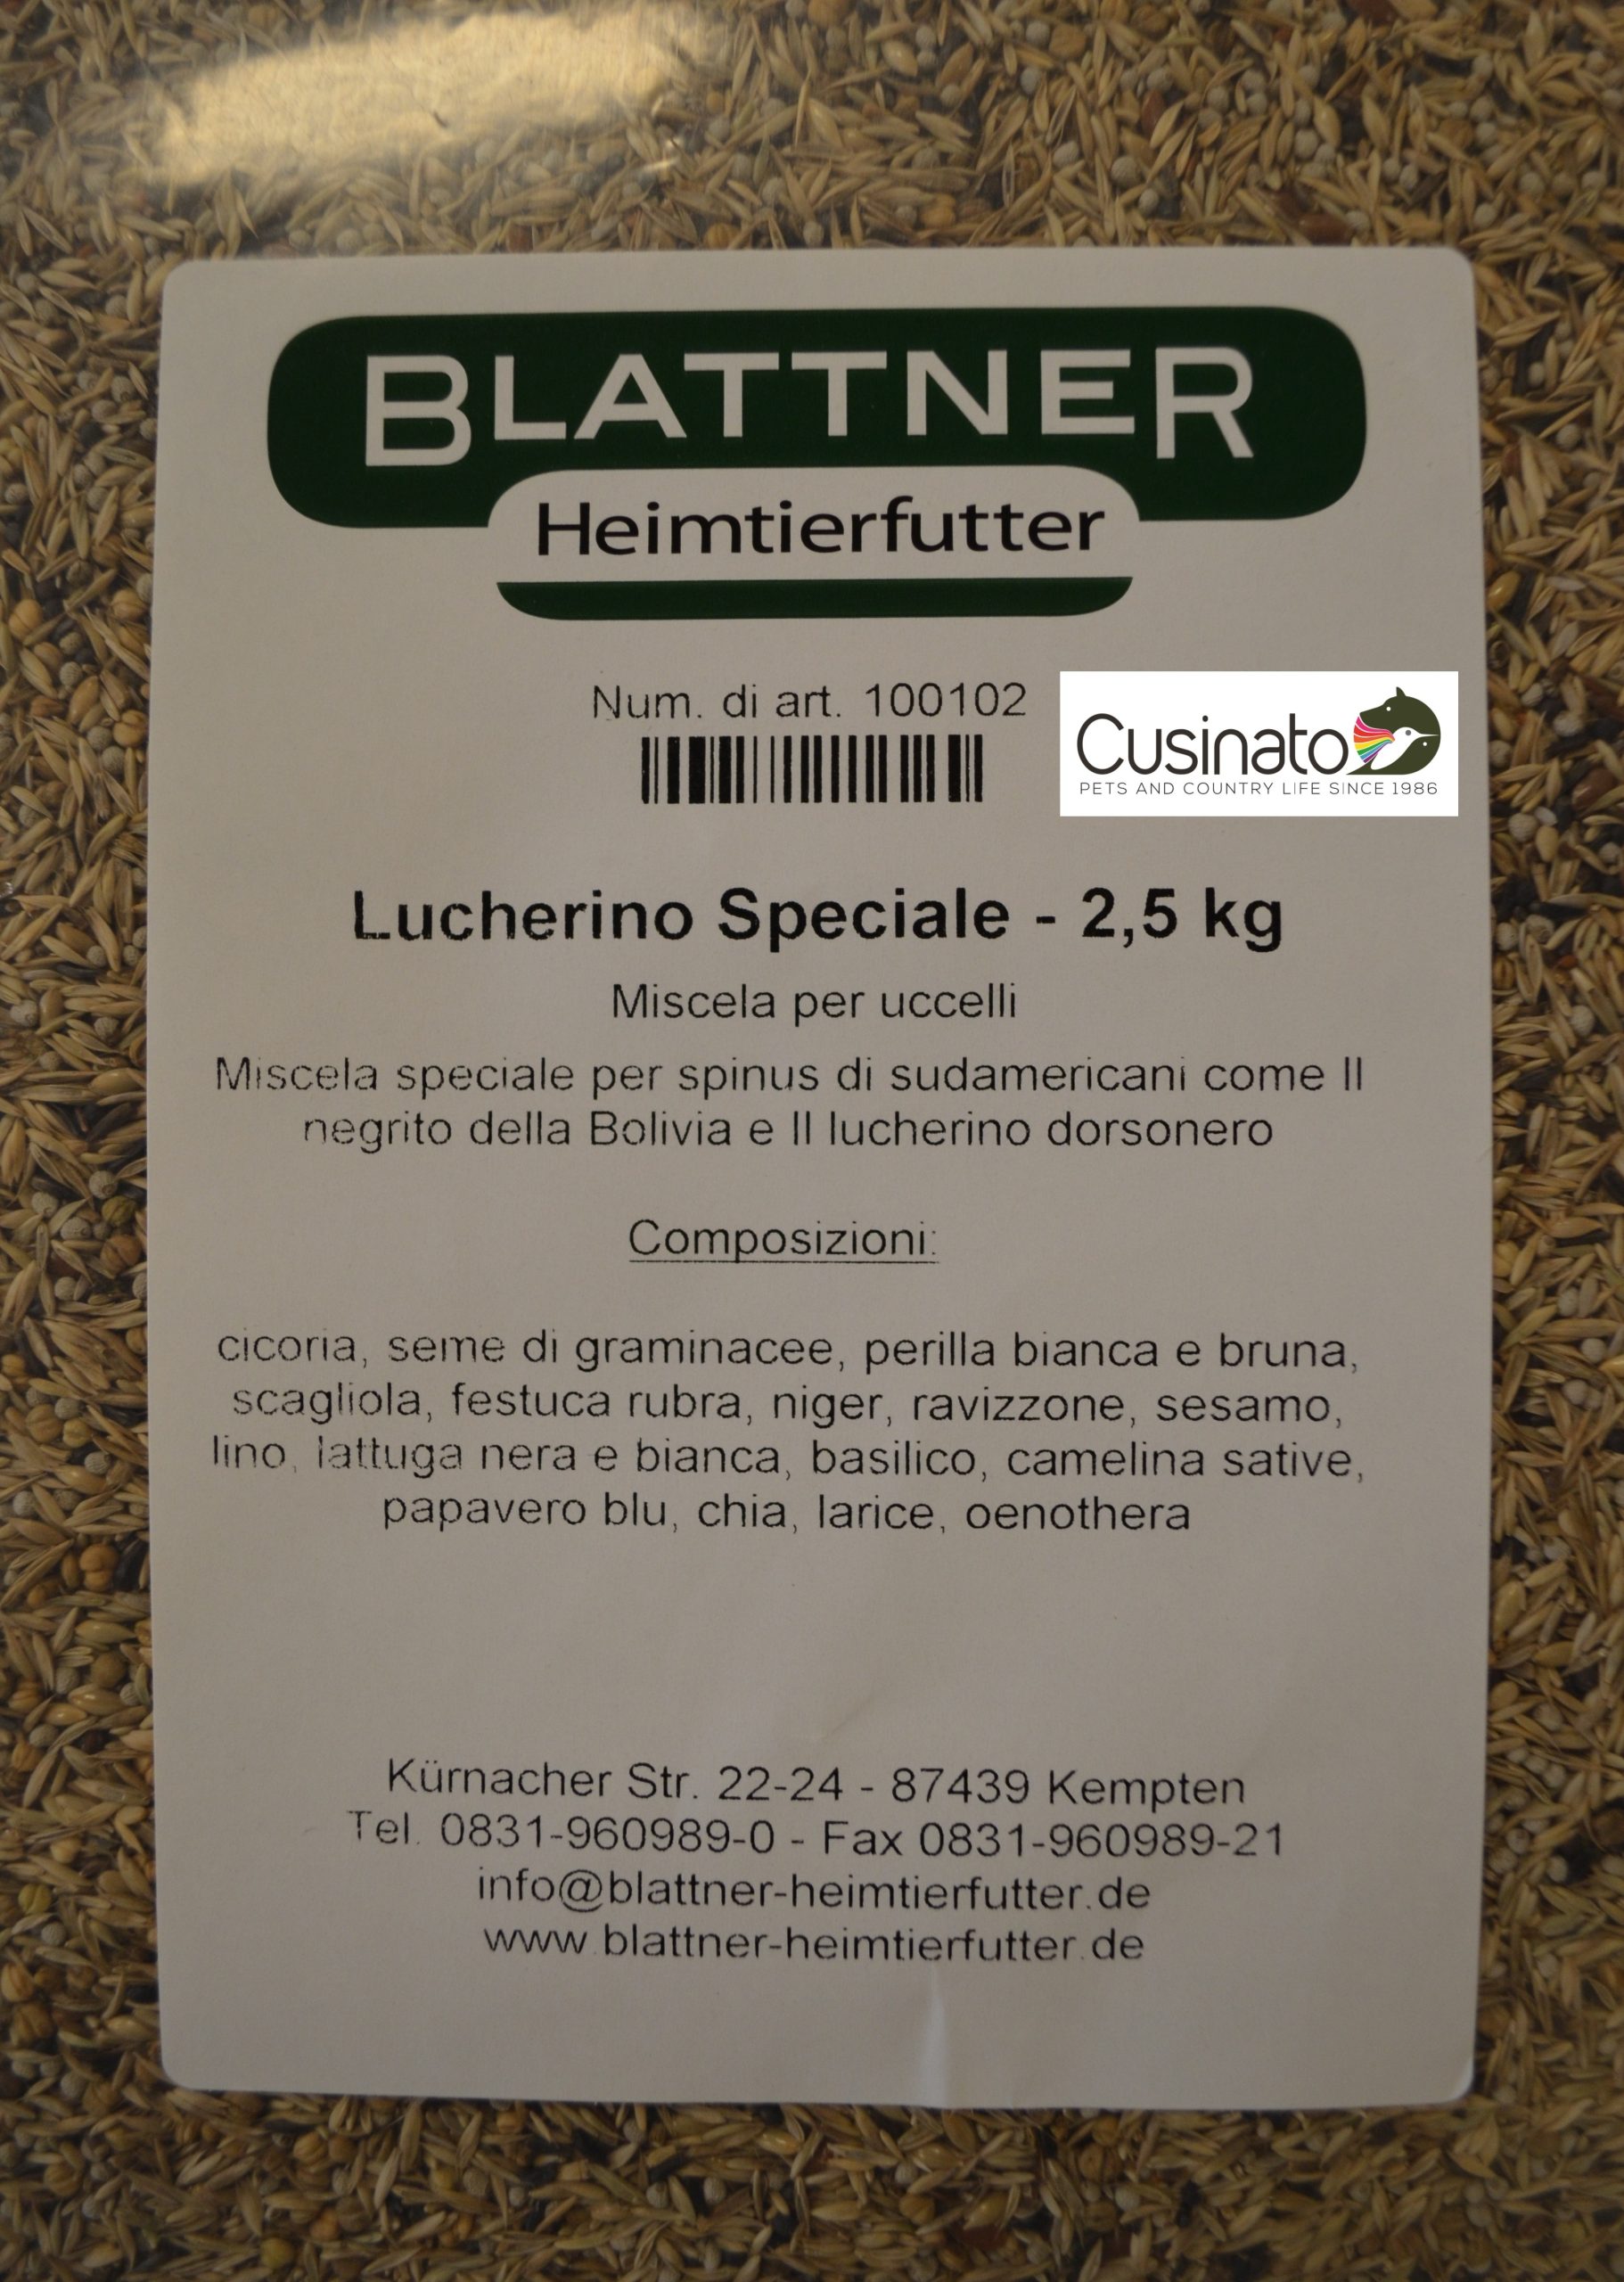 BLATTNER
Heimtierfutter
Num. di art. 100102
Cusinato
PETS AND COUNTRY LIFE SINCE 1986
Lucherino Speciale - 2,5 kg
Miscela per uccelli
Miscela speciale per spinus di sudamericani come Il
negrito della Bolivia e Il lucherino dorsonero
Composizioni:
cicoria, seme di graminacee, perilla bianca e bruna,
scagliola, festuca rubra, niger, ravizzone, sesamo,
lino, lattuga nera e bianca, basilico, camelina sative,
papavero blu, chia, larice, oenothera
Kürnacher Str. 22-24 - 87439 Kempten
Tel. 0831-960989-0 - Fax 0831-960989-21
info@blattner-heimtierfutter.de
www.blattner-heimtierfutter.de